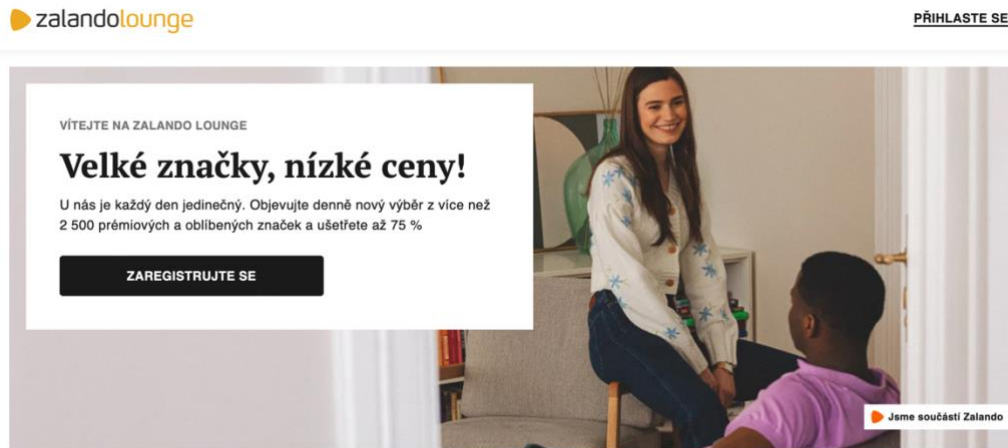 zalandolounge
PŘIHLASTE SE
VÍTEJTE NA ZALANDO LOUNGE
Velké značky, nízké ceny!
U nás je každý den jedinečný. Objevujte denně nový výběr z více než
2 500 prémiových a oblíbených značek a ušetřete až 75 %
ZAREGISTRUJTE SE
Jsme součástí Zalando